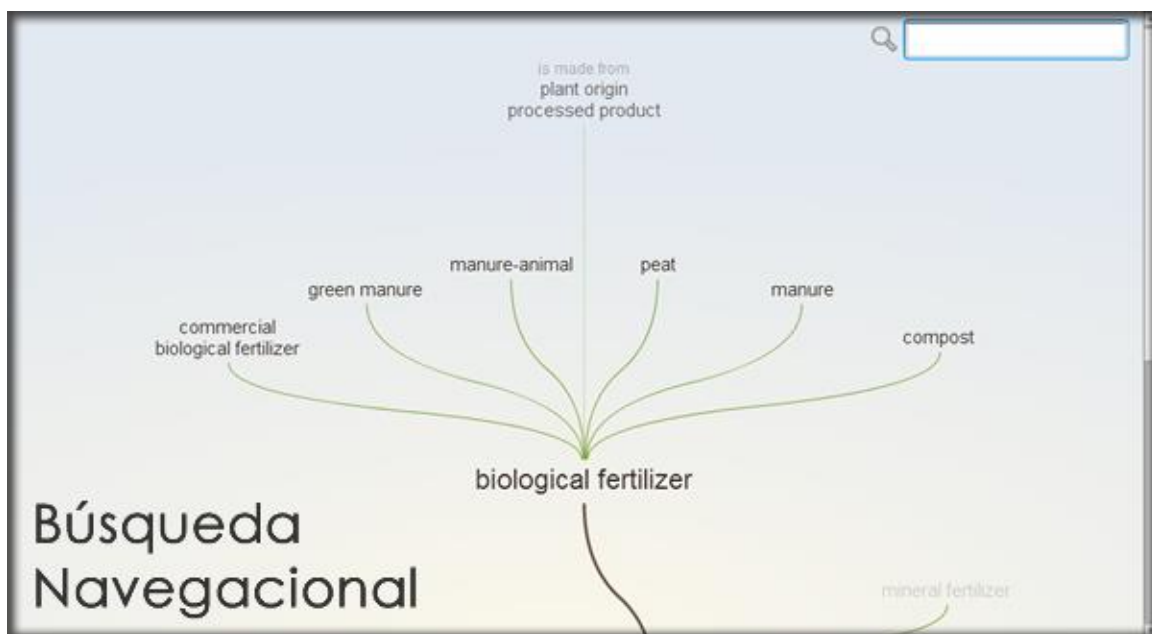 is made from
plant origin
processed product
manure-animal
peat
green manure
manure
commercial
biological fertilizer
compost
biological fertilizer
Búsqueda
Navegacional
mineral fertilizer